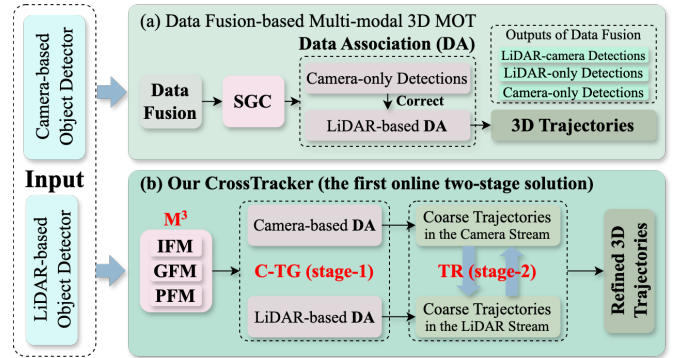 Camera-based
Object Detector
Input
LiDAR-based
Object Detector
(a) Data Fusion-based Multi-modal 3D MOT
Data Association (DA)
Data
Fusion
SGC
Camera-only Detections
Correct
LiDAR-based DA
Outputs of Data Fusion
LiDAR-camera Detections
LiDAR-only Detections
Camera-only Detections
3D Trajectories
(b) Our CrossTracker (the first online two-stage solution)
M³
IFM
GFM
PFM
Camera-based DA
C-TG (stage-1)
LiDAR-based DA
Coarse Trajectories
in the Camera Stream
TR (stage-2)
Coarse Trajectories
in the LiDAR Stream
Refined 3D
Trajectories